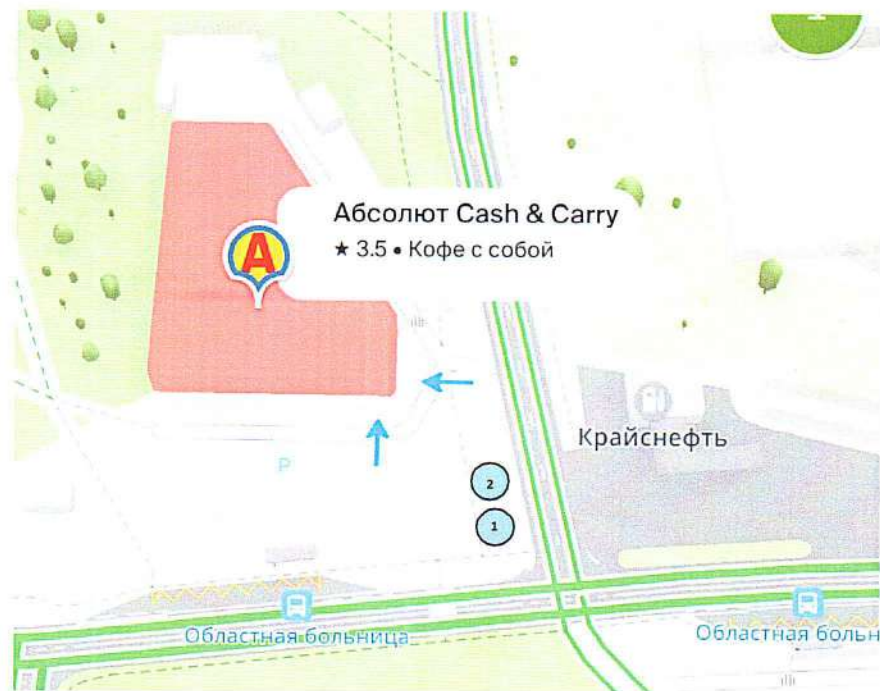 Абсолют Cash & Carry
★ 3.5 • Кофе с собой
А
Крайснефть
Р
2
1
Областная больница
Областная больн